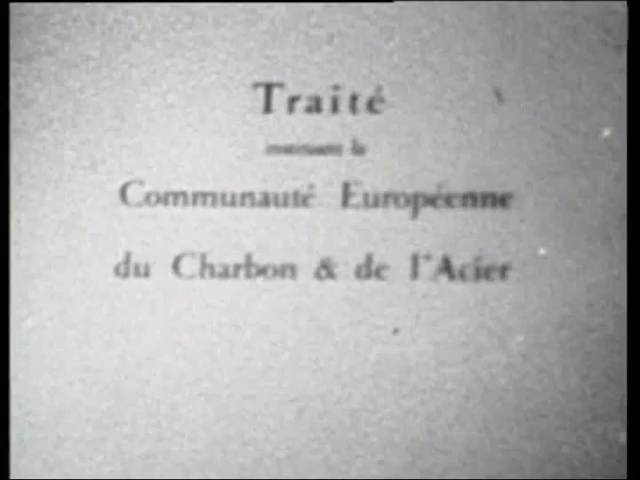 Traité
instituant la
Communauté Européenne
du Charbon & de l'Acier